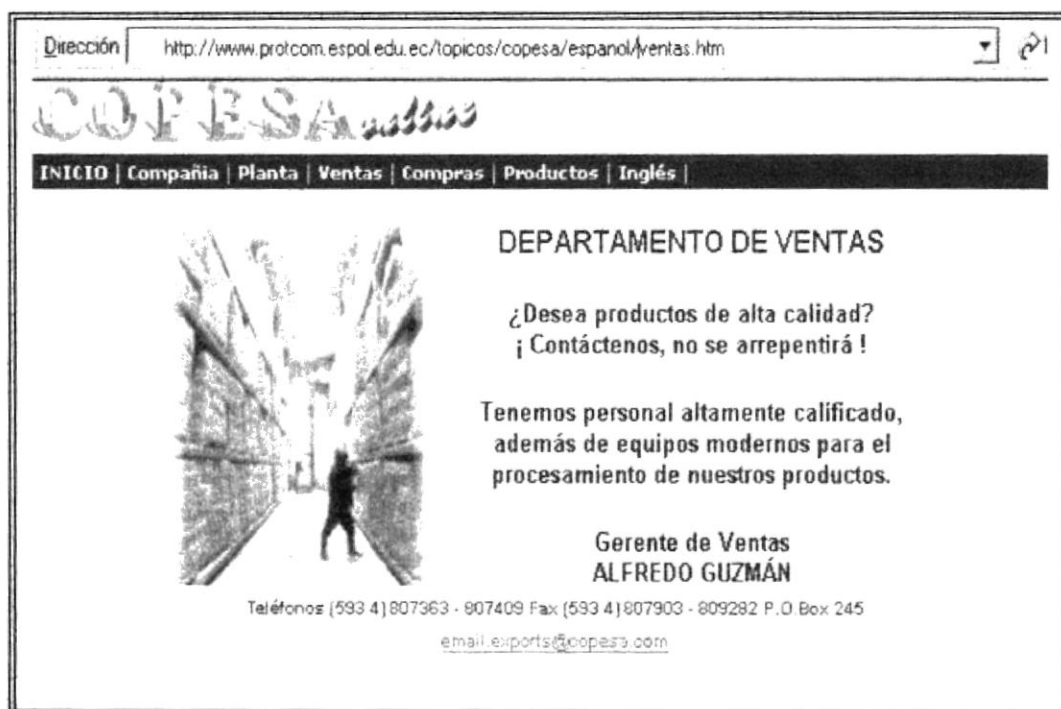 Dirección http://www.protcom.espol.edu.ec/topicos/copesa/espanol/ventas.htm
COPESA
INICIO | Compañia | Planta | Ventas | Compras | Productos | Inglés |
DEPARTAMENTO DE VENTAS
¿Desea productos de alta calidad?
¡ Contáctenos, no se arrepentirá !
Tenemos personal altamente calificado,
además de equipos modernos para el
procesamiento de nuestros productos.
Gerente de Ventas
ALFREDO GUZMÁN
Teléfonos (593 4) 807363 - 807409 Fax (593 4) 807903 - 809282 P.O.Box 245
email.exports@copesa.com